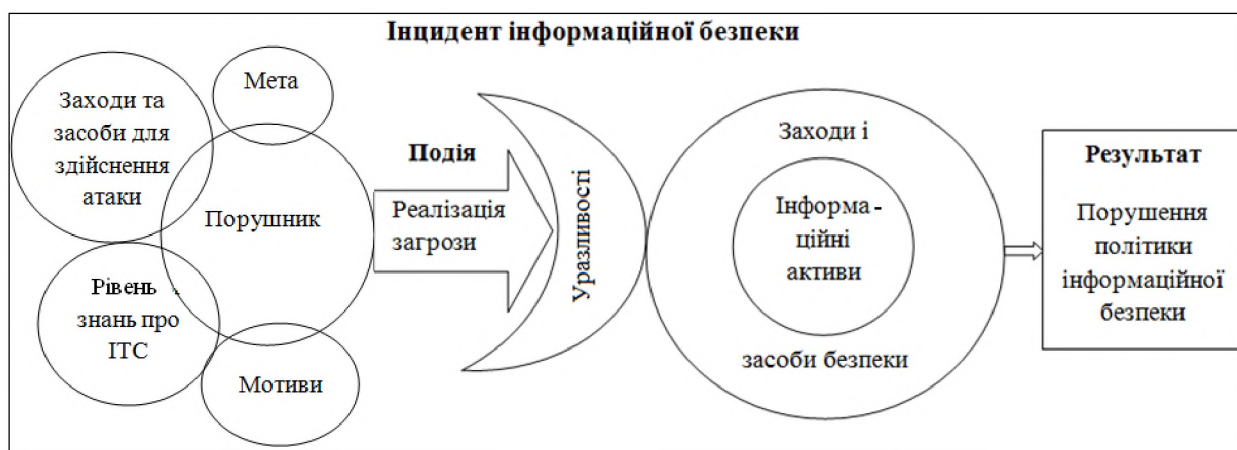 Інцидент інформаційної безпеки
Мета
Заходи та
засоби для
здійснення
атаки
Порушник
Рівень
знань про
ІТС
Мотиви
Подія
Реалізація
загрози
Уразливості
Заходи і
Інформа -
ційні
активи
засоби безпеки
Результат
Порушення
політики
інформаційної
безпеки